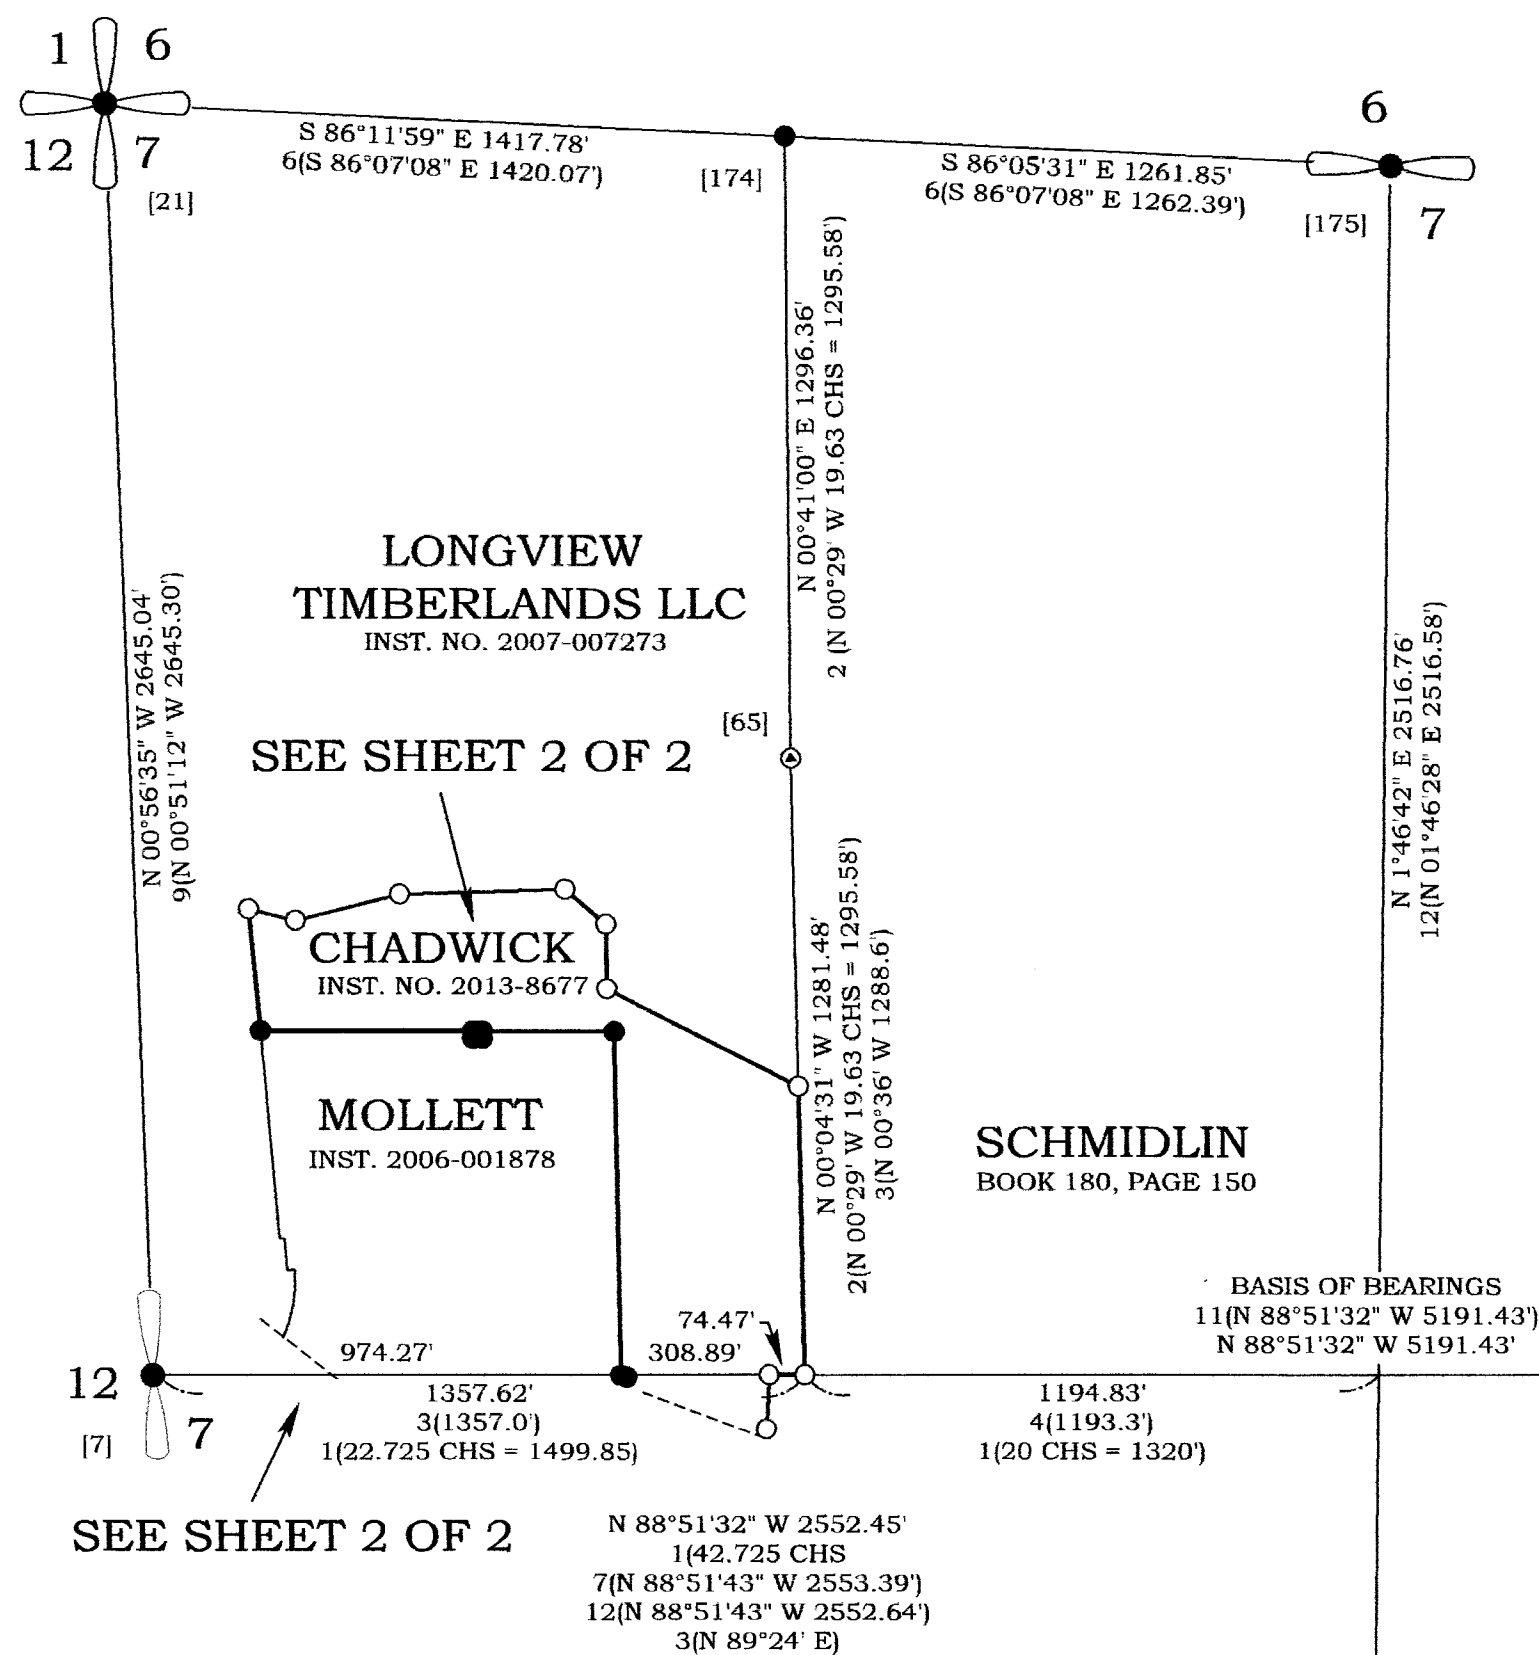 1 6
12 7
[21]
S 86°11'59" E 1417.78'
6(S 86°07'08" E 1420.07')
[174]
S 86°05'31" E 1261.85'
6(S 86°07'08" E 1262.39')
6
[175] 7
N 00°41'00" E 1296.36'
2 (N 00°29' W 19.63 CHS = 1295.58')
LONGVIEW
TIMBERLANDS LLC
INST. NO. 2007-007273
N 00°56'35" W 2645.04'
9(N 00°51'12" W 2645.30')
N 1°46'42" E 2516.76'
12(N 01°46'28" E 2516.58')
[65]
SEE SHEET 2 OF 2
CHADWICK
INST. NO. 2013-8677
N 00°04'31" W 1281.48'
2(N 00°29' W 19.63 CHS = 1295.58')
3(N 00°36' W 1288.6')
MOLLETT
INST. 2006-001878
SCHMIDLIN
BOOK 180, PAGE 150
BASIS OF BEARINGS
11(N 88°51'32" W 5191.43')
N 88°51'32" W 5191.43'
74.47'
974.27'
308.89'
12
7
[7]
1357.62'
3(1357.0')
1(22.725 CHS = 1499.85)
1194.83'
4(1193.3')
1(20 CHS = 1320')
SEE SHEET 2 OF 2
N 88°51'32" W 2552.45'
1(42.725 CHS
7(N 88°51'43" W 2553.39')
12(N 88°51'43" W 2552.64')
3(N 89°24' E)